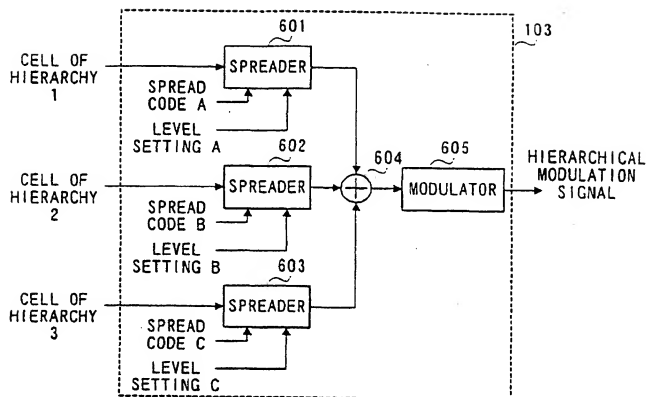 601
103
CELL OF
HIERARCHY
1
SPREADER
SPREAD
CODE A
LEVEL
SETTING A
602
604
605
HIERARCHICAL
MODULATION
SIGNAL
CELL OF
HIERARCHY
2
SPREADER
MODULATOR
SPREAD
CODE B
LEVEL
SETTING B
603
CELL OF
HIERARCHY
3
SPREADER
SPREAD
CODE C
LEVEL
SETTING C